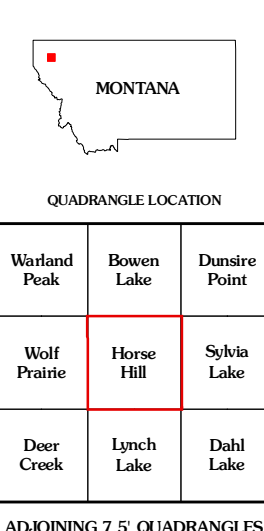 MONTANA
QUADRANGLE LOCATION
Warland Peak
Bowen Lake
Dunsire Point
Wolf Prairie
Horse Hill
Sylvia Lake
Deer Creek
Lynch Lake
Dahl Lake
ADJOINING 7.5' QUADRANGLES